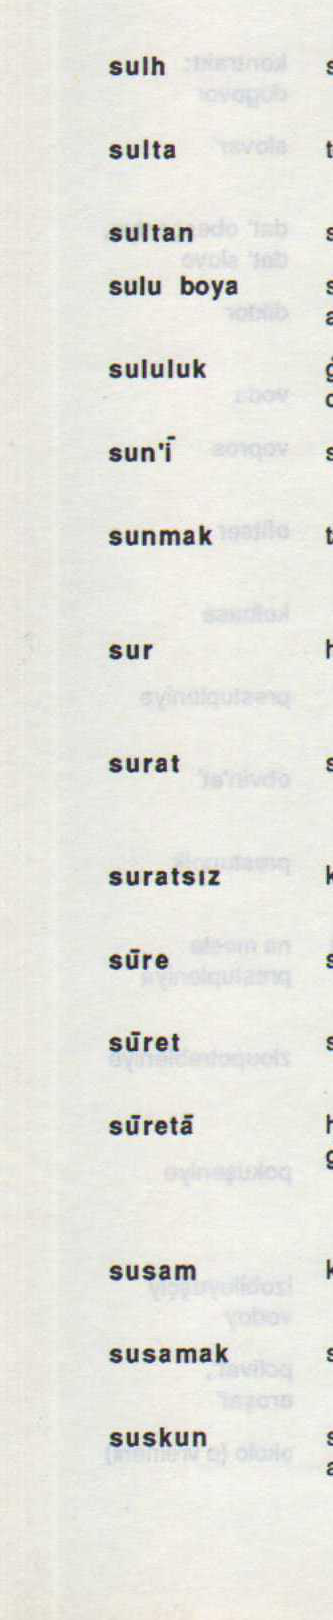 sulh s
sulta t
sultan s
sulu boya s
a
sululuk ġ
sun'ī s
sunmak t
sur h
surat s
suratsız k
sūre s
sūret s
sūretā h
g
susam k
susamak s
suskun s
a